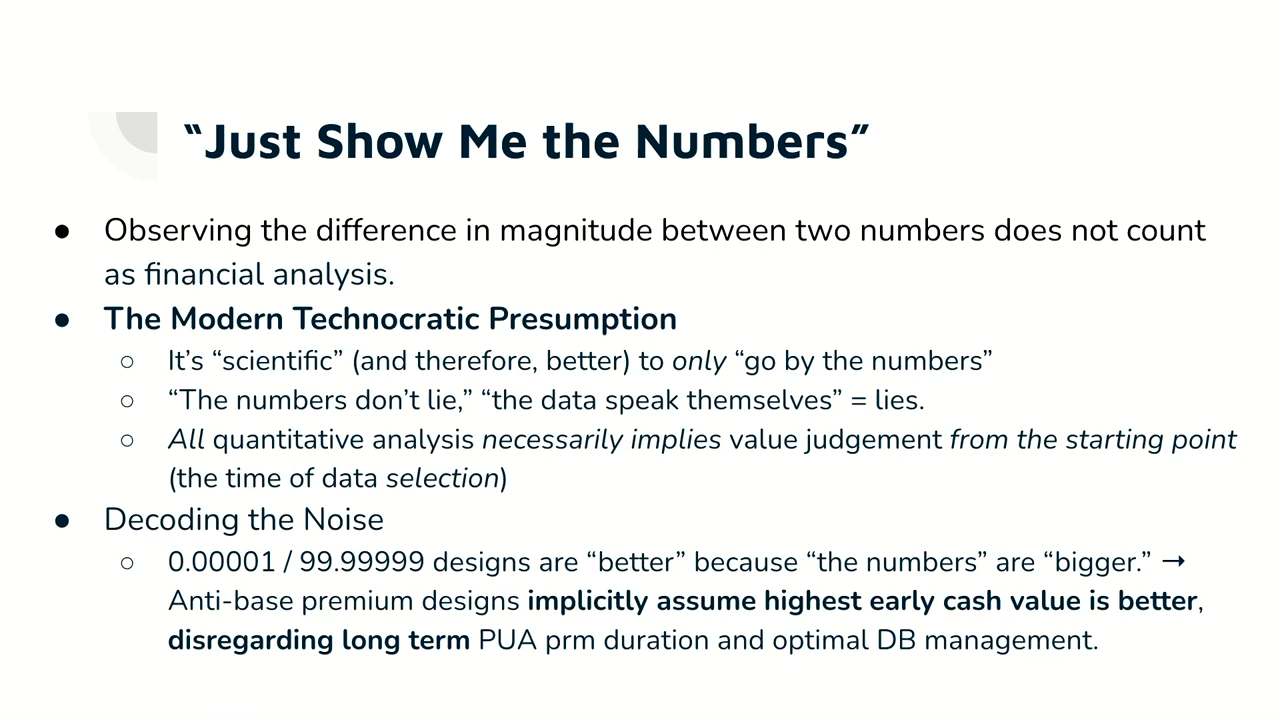 “Just Show Me the Numbers”
● Observing the difference in magnitude between two numbers does not count
as financial analysis.
● The Modern Technocratic Presumption
○ It’s “scientific” (and therefore, better) to only “go by the numbers”
○ “The numbers don’t lie,” “the data speak themselves” = lies.
○ All quantitative analysis necessarily implies value judgement from the starting point
(the time of data selection)
● Decoding the Noise
○ 0.00001 / 99.99999 designs are “better” because “the numbers” are “bigger.” →
Anti-base premium designs implicitly assume highest early cash value is better,
disregarding long term PUA prm duration and optimal DB management.